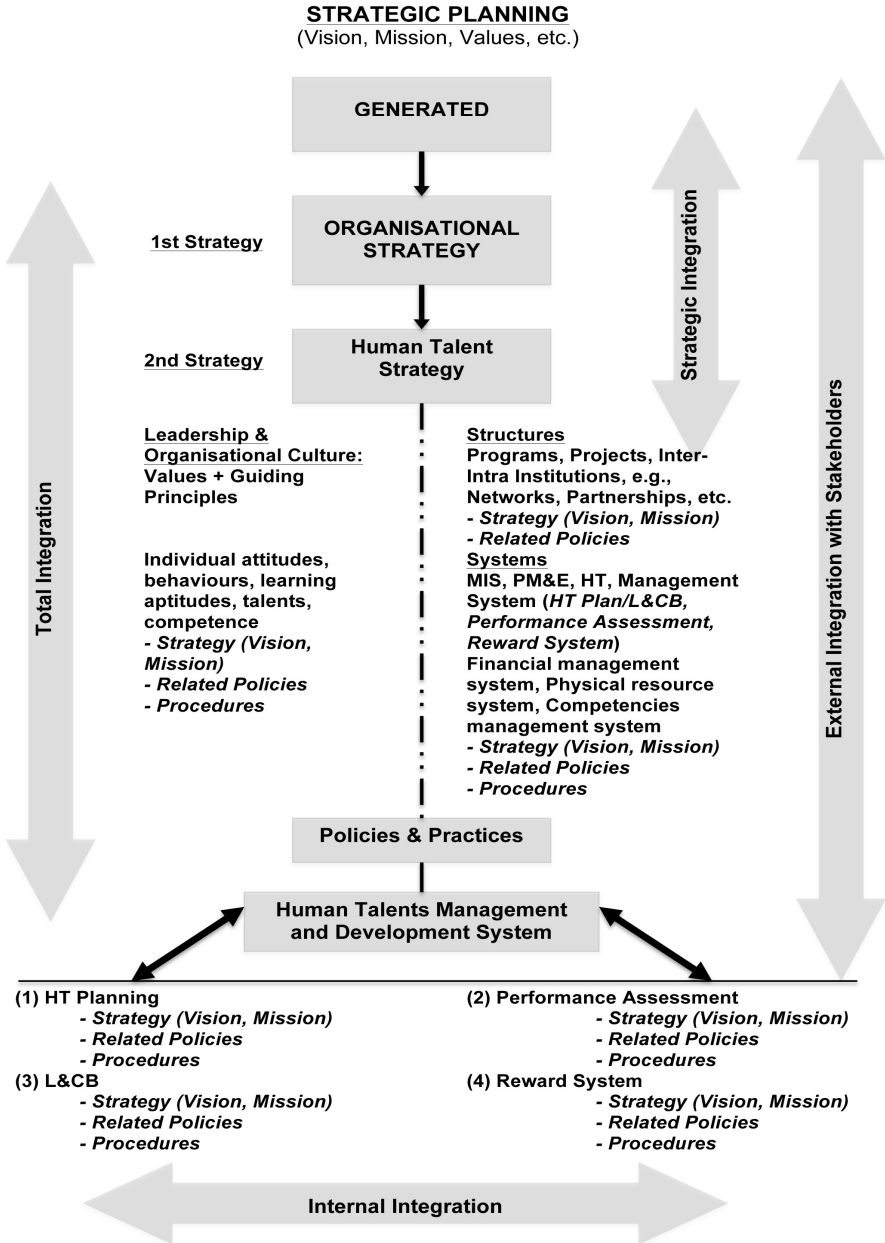 STRATEGIC PLANNING
(Vision, Mission, Values, etc.)
GENERATED
1st Strategy
ORGANISATIONAL
STRATEGY
2nd Strategy
Human Talent
Strategy
Strategic Integration
External Integration with Stakeholders
Total Integration
Leadership &
Organisational Culture:
Values + Guiding
Principles
Individual attitudes,
behaviours, learning
aptitudes, talents,
competence
- Strategy (Vision,
Mission)
- Related Policies
- Procedures
Structures
Programs, Projects, Inter-
Intra Institutions, e.g.,
Networks, Partnerships, etc.
- Strategy (Vision, Mission)
- Related Policies
Systems
MIS, PM&E, HT, Management
System (HT Plan/L&CB,
Performance Assessment,
Reward System)
Financial management
system, Physical resource
system, Competencies
management system
- Strategy (Vision, Mission)
- Related Policies
- Procedures
Policies & Practices
Human Talents Management
and Development System
(1) HT Planning
- Strategy (Vision, Mission)
- Related Policies
- Procedures
(2) Performance Assessment
- Strategy (Vision, Mission)
- Related Policies
- Procedures
(3) L&CB
- Strategy (Vision, Mission)
- Related Policies
- Procedures
(4) Reward System
- Strategy (Vision, Mission)
- Related Policies
- Procedures
Internal Integration